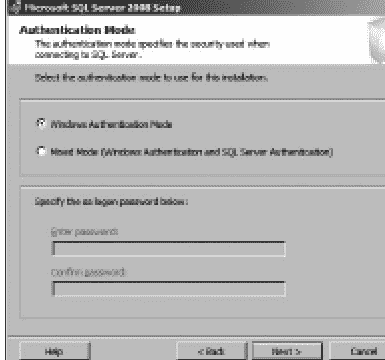 Microsoft SQL Server 2008 Setup
Authentication Mode
The authentication mode specifies the security used when
connecting to SQL Server.
Select the authentication mode to use for this installation.
Windows Authentication Mode
Mixed Mode (Windows Authentication and SQL Server Authentication)
Specify the sa logon password below:
Enter password:
Confirm password:
Help
< Back
Next >
Cancel